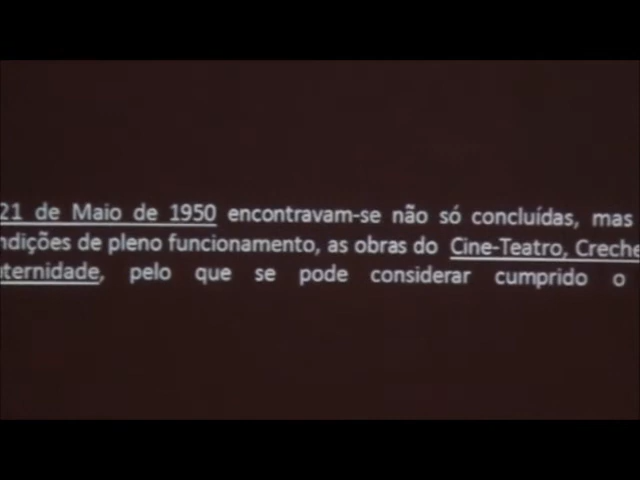 21 de Maio de 1950 encontravam-se não só concluídas, mas
ndições de pleno funcionamento, as obras do Cine-Teatro, Creche
ternidade, pelo que se pode considerar cumprido o